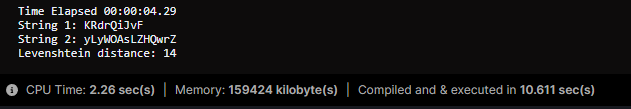 Time Elapsed 00:00:04.29
String 1: KRdrQiJvF
String 2: yLyWOAsLZHQwrZ
Levenshtein distance: 14
CPU Time: 2.26 sec(s) | Memory: 159424 kilobyte(s) | Compiled and & executed in 10.611 sec(s)